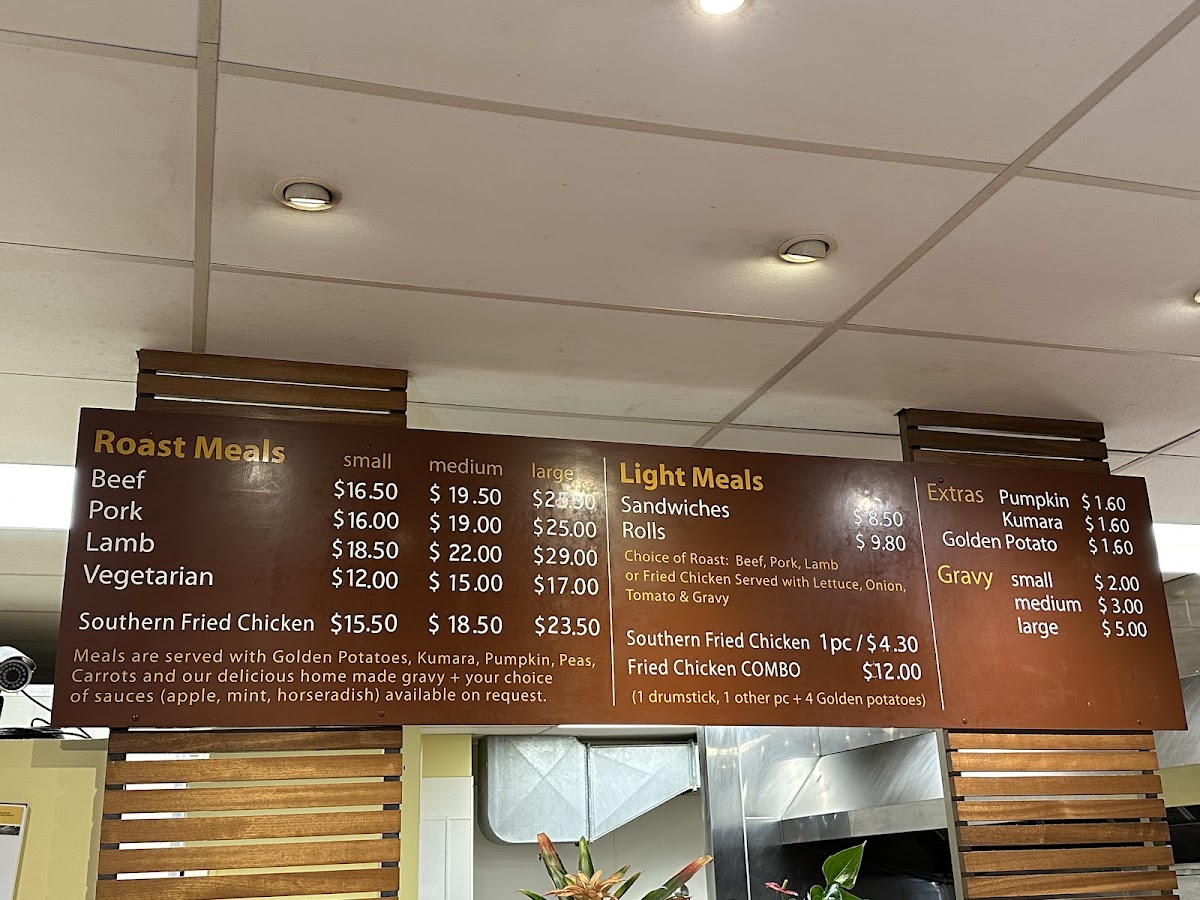 Roast Meals small medium large
Beef $16.50 $ 19.50
Pork $16.00 $ 19.00 $25.00
Lamb $18.50 $ 22.00 $29.00
Vegetarian $12.00 $ 15.00 $17.00
Southern Fried Chicken $15.50 $ 18.50 $23.50
Meals are served with Golden Potatoes, Kumara, Pumpkin, Peas,
Carrots and our delicious home made gravy + your choice
of sauces (apple, mint, horseradish) available on request.
Light Meals
Sandwiches $ 8.50
Rolls $ 9.80
Choice of Roast: Beef, Pork, Lamb
or Fried Chicken Served with Lettuce, Onion,
Tomato & Gravy
Southern Fried Chicken 1pc / $ 4.30
Fried Chicken COMBO $12.00
(1 drumstick, 1 other pc + 4 Golden potatoes)
Extras Pumpkin $ 1.60
Kumara $ 1.60
Golden Potato $ 1.60
Gravy small $ 2.00
medium $ 3.00
large $ 5.00